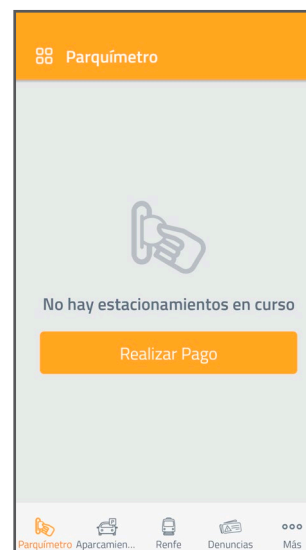 Parquímetro
No hay estacionamientos en curso
Realizar Pago
Parquímetro Aparcamien... Renfe Denuncias Más